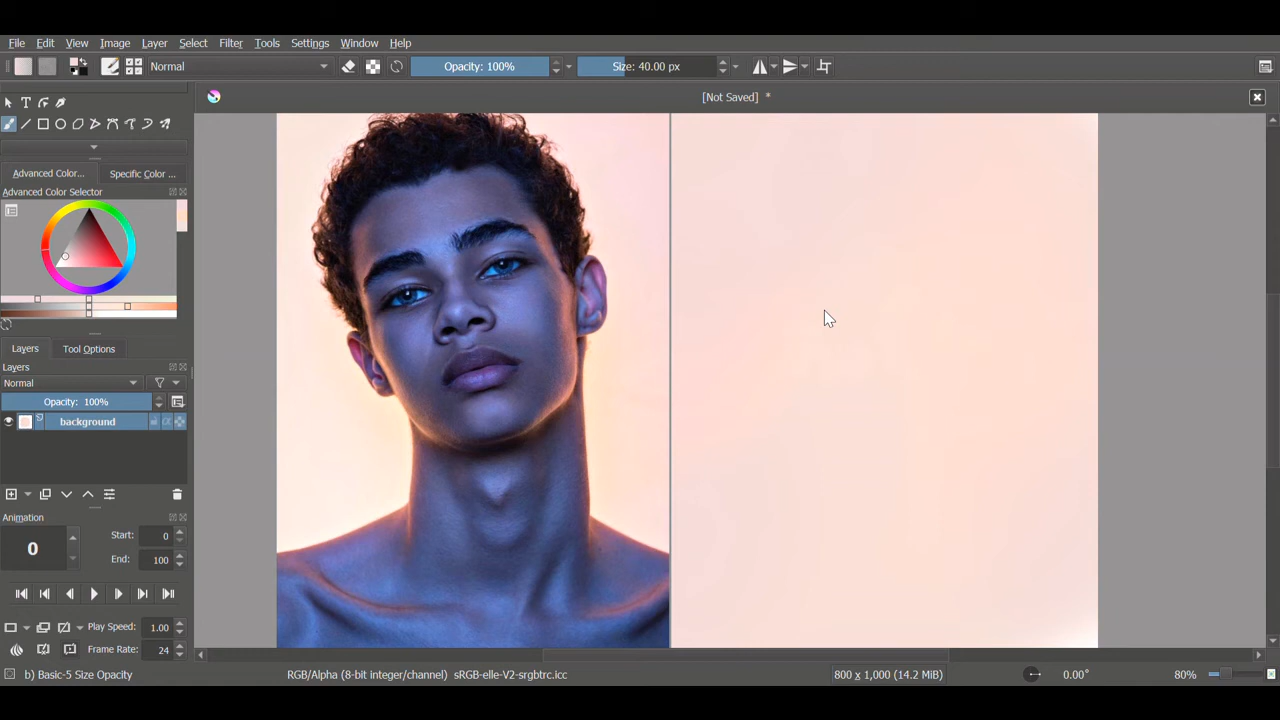 File Edit View Image Layer Select Filter Tools Settings Window Help
Normal Opacity: 100% Size: 40.00 px
[Not Saved] *
Advanced Color... Specific Color ...
Advanced Color Selector
Layers Tool Options
Layers
Normal
Opacity: 100%
background
Animation
0 Start: 0
End: 100
Play Speed: 1.00
Frame Rate: 24
b) Basic-5 Size Opacity RGB/Alpha (8-bit integer/channel) sRGB-elle-V2-srgbtrc.icc 800 x 1,000 (14.2 MiB) 0.00° 80%